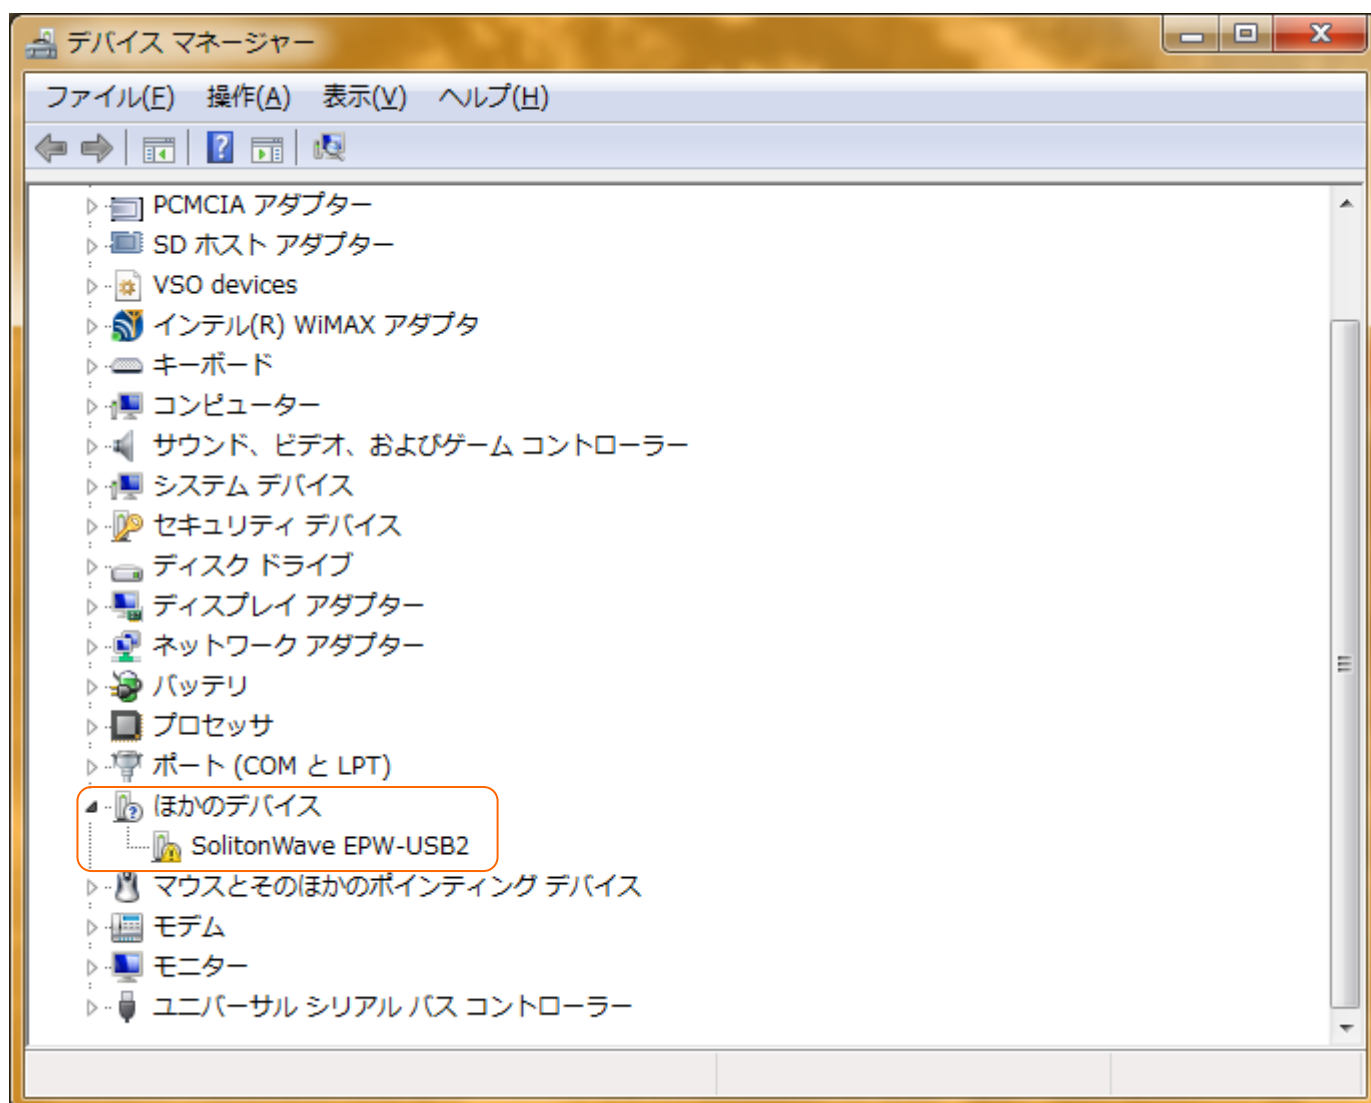 デバイス マネージャー
ファイル(F) 操作(A) 表示(V) ヘルプ(H)
PCMCIA アダプター
SD ホスト アダプター
VSO devices
インテル(R) WiMAX アダプタ
キーボード
コンピューター
サウンド、ビデオ、およびゲーム コントローラー
システム デバイス
セキュリティ デバイス
ディスク ドライブ
ディスプレイ アダプター
ネットワーク アダプター
バッテリ
プロセッサ
ポート (COM と LPT)
ほかのデバイス
SolitonWave EPW-USB2
マウスとそのほかのポインティング デバイス
モデム
モニター
ユニバーサル シリアル バス コントローラー